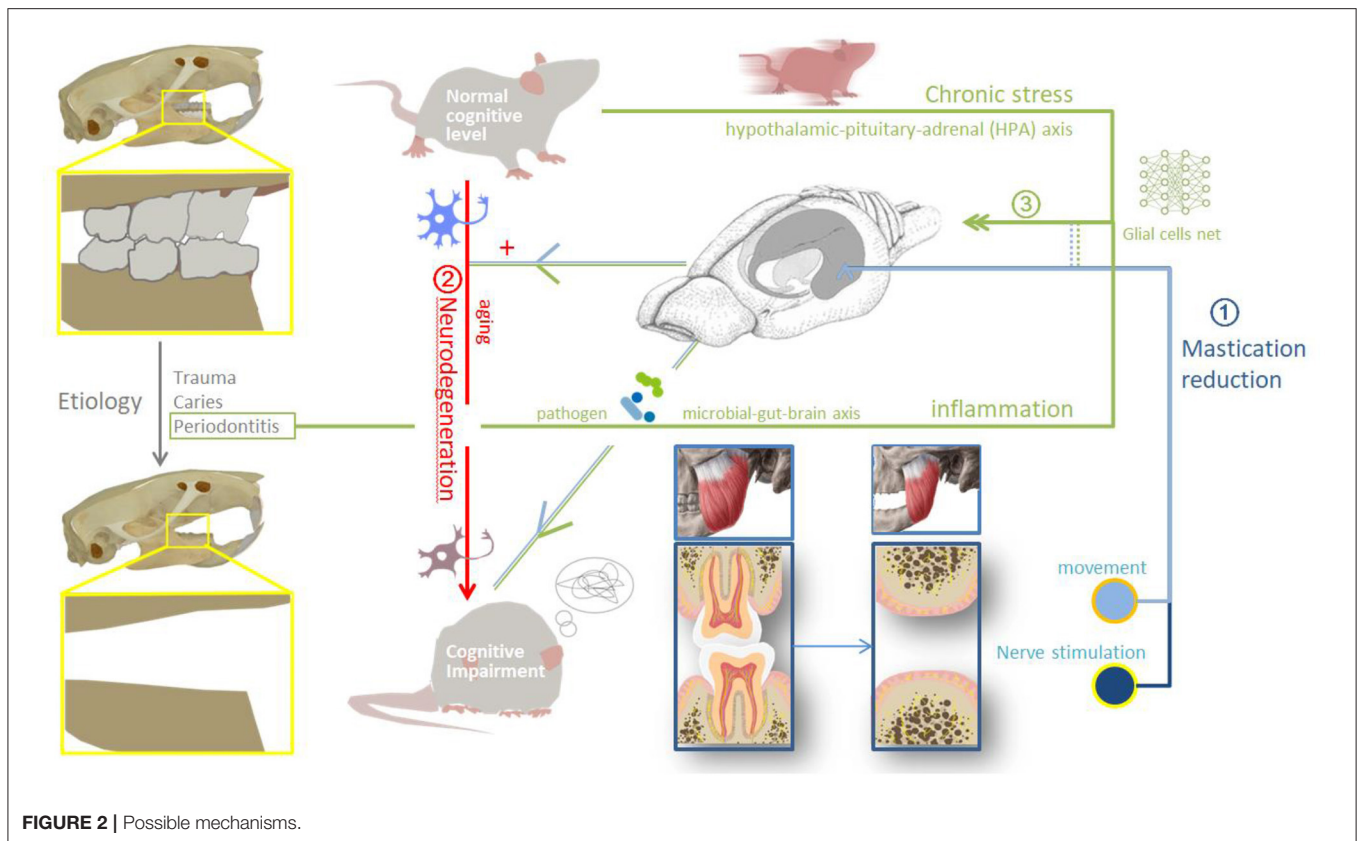 Normal
cognitive
level
Chronic stress
hypothalamic-pituitary-adrenal (HPA) axis
③
Glial cells net
+
②
Neurodegeneration
aging
①
Mastication
reduction
Etiology
Trauma
Caries
Periodontitis
pathogen
microbial-gut-brain axis
inflammation
movement
Nerve stimulation
Cognitive
Impairment
FIGURE 2 | Possible mechanisms.